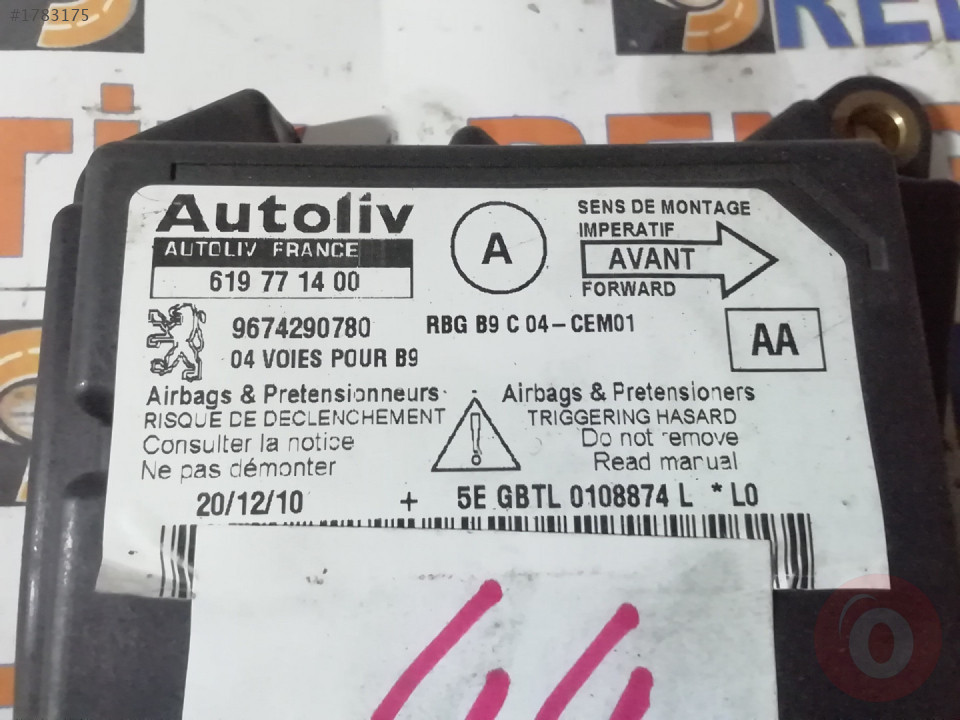 #1783175
Autoliv
AUTOLIV FRANCE
619 77 14 00
A
SENS DE MONTAGE
IMPERATIF
AVANT
FORWARD
9674290780
RBG B9 C 04-CEM01
04 VOIES POUR B9
AA
Airbags & Pretensionneurs
RISQUE DE DECLENCHEMENT
Consulter la notice
Ne pas démonter
Airbags & Pretensioners
TRIGGERING HASARD
Do not remove
Read manual
20/12/10 + 5E GBTL 0108874 L * L0
44